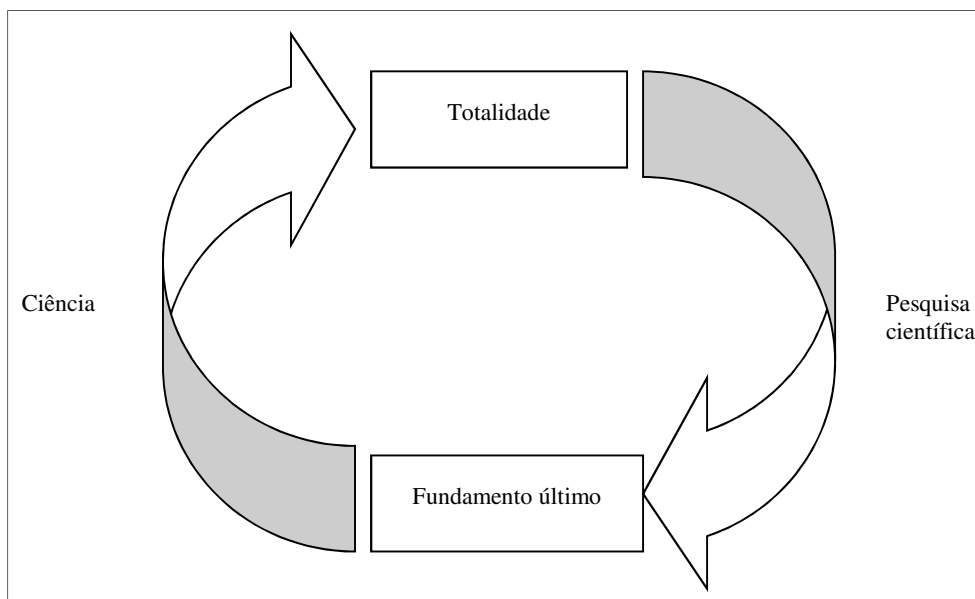 Totalidade
Ciência
Pesquisa
científica
Fundamento último